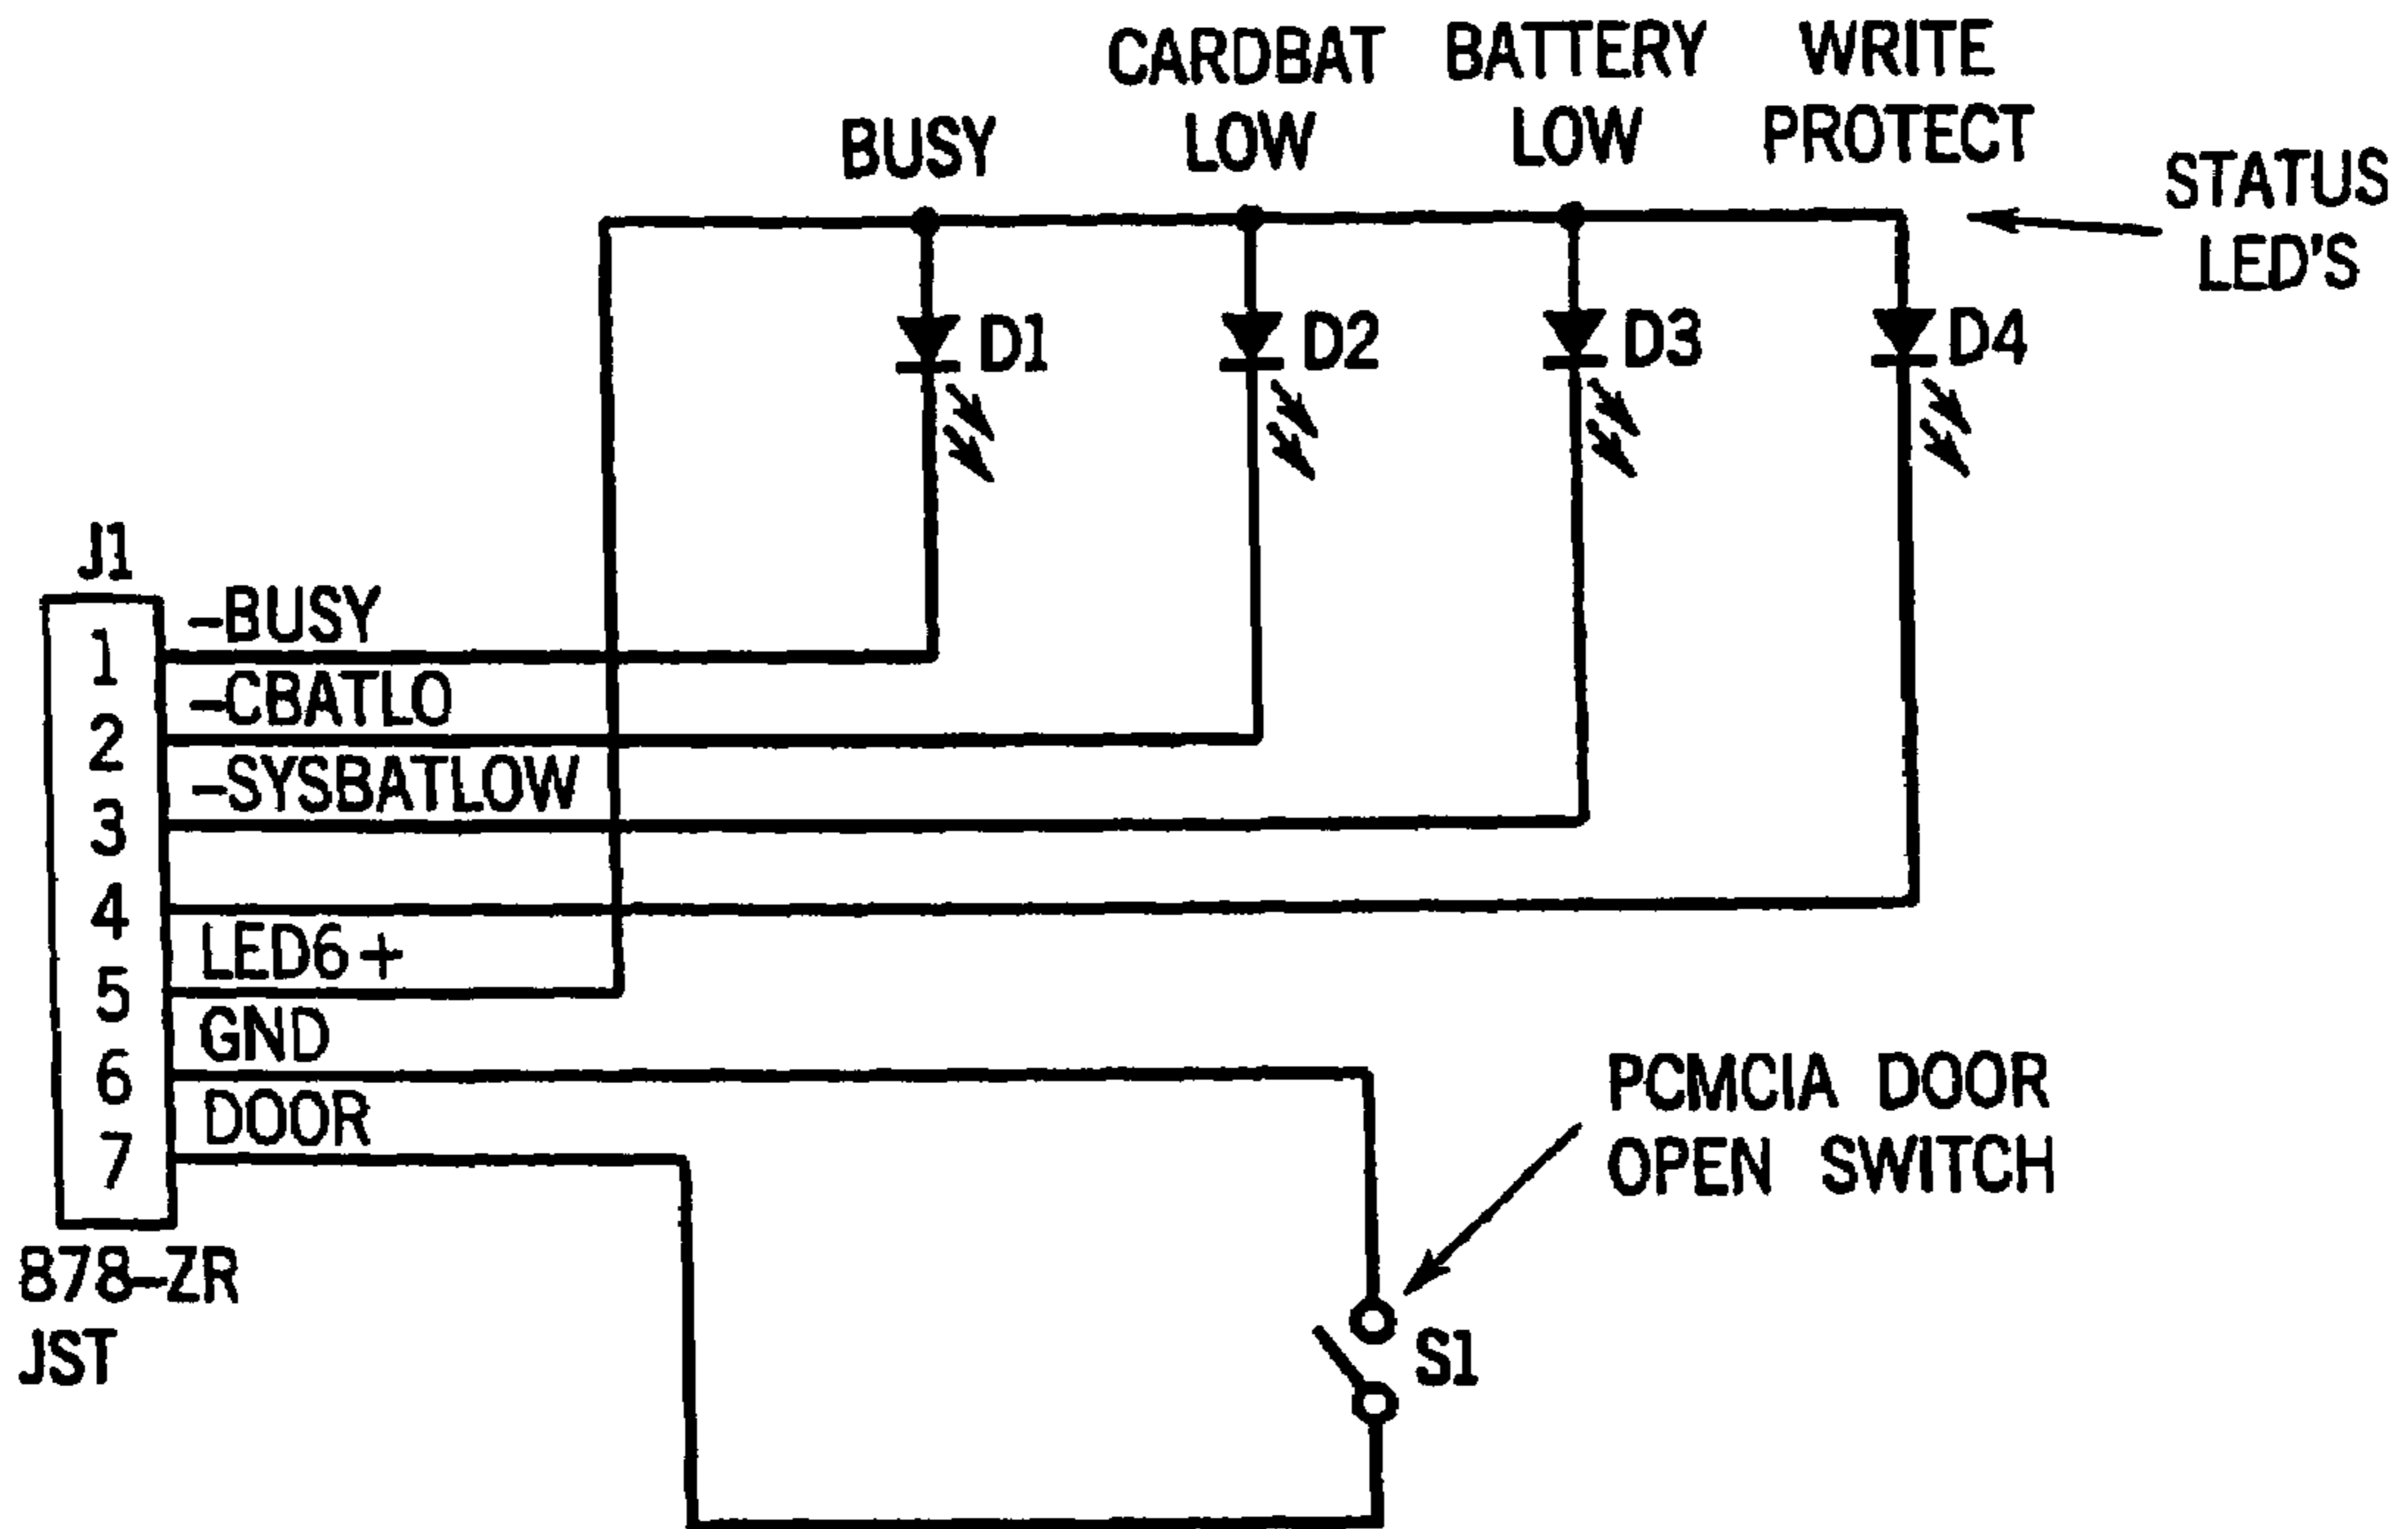 CARDBAT
LOW
BATTERY
LOW
WRITE
PROTECT
BUSY
STATUS
LED'S
D1
D2
D3
D4
J1
1
-BUSY
2
-CBATLO
3
-SYSBATLOW
4
5
LED6+
6
GND
7
DOOR
878-ZR
JST
PCMCIA DOOR
OPEN SWITCH
S1